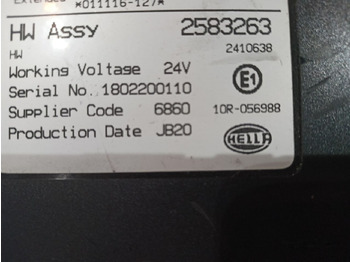 Extended *011116-127*
HW Assy 2583263
HW 2410638
Working Voltage 24V
E1
Serial No. 1802200110
Supplier Code 6860 10R-056988
Production Date JB20
HELLA